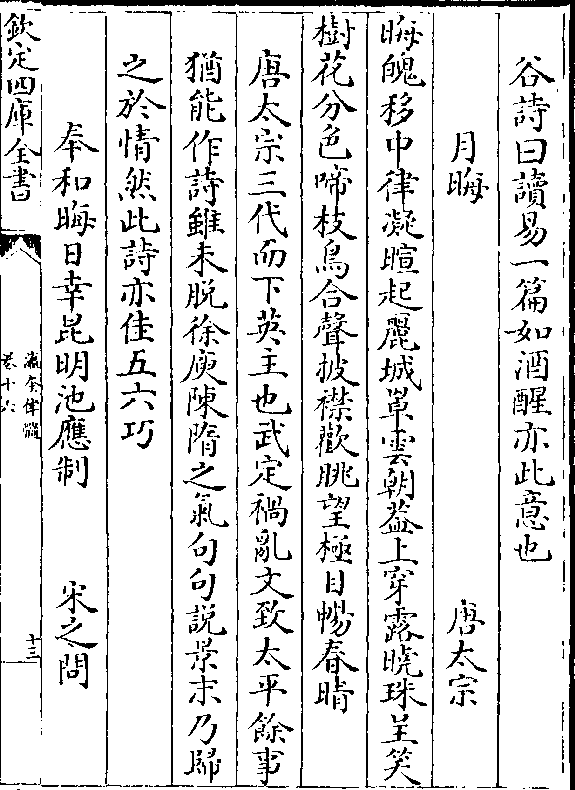 谷詩曰讀易一篇如酒醒亦此意也
月晦　唐太宗
晦魄移中律凝暄起麗城罩雲朝葢上穿露曉珠呈笑
樹花分色啼枝鳥合聲披襟歡眺望極目暢春晴
唐太宗三代而下英主也武定禍亂文致太平餘事
猶能作詩雖未脱徐庾陳隋之氣句句説景末乃歸
之於情然此詩亦佳五六巧
奉和晦日幸昆明池應制　宋之問
欽定四庫全書
瀛奎律髓
卷十六
十三